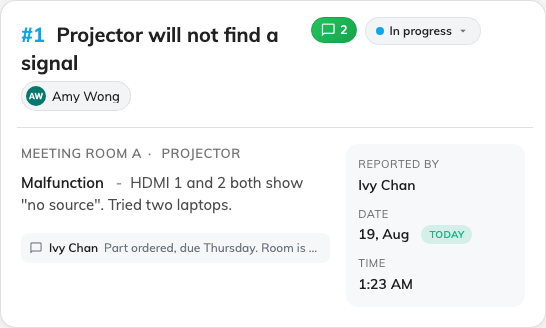 #1 Projector will not find a
signal
2
In progress
AW Amy Wong
MEETING ROOM A · PROJECTOR
Malfunction - HDMI 1 and 2 both show
"no source". Tried two laptops.
Ivy Chan Part ordered, due Thursday. Room is ...
REPORTED BY
Ivy Chan
DATE
19, Aug TODAY
TIME
1:23 AM